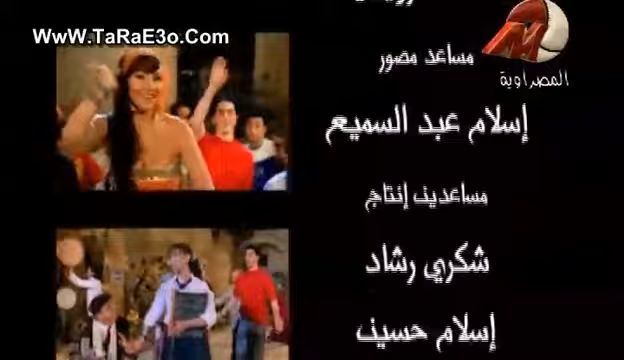 WwW.TaRaE3o.Com
المصراوية
مساعد مصور
إسلام عبد السميع
مساعدين إنتاج
شكري رشاد
إسلام حسين